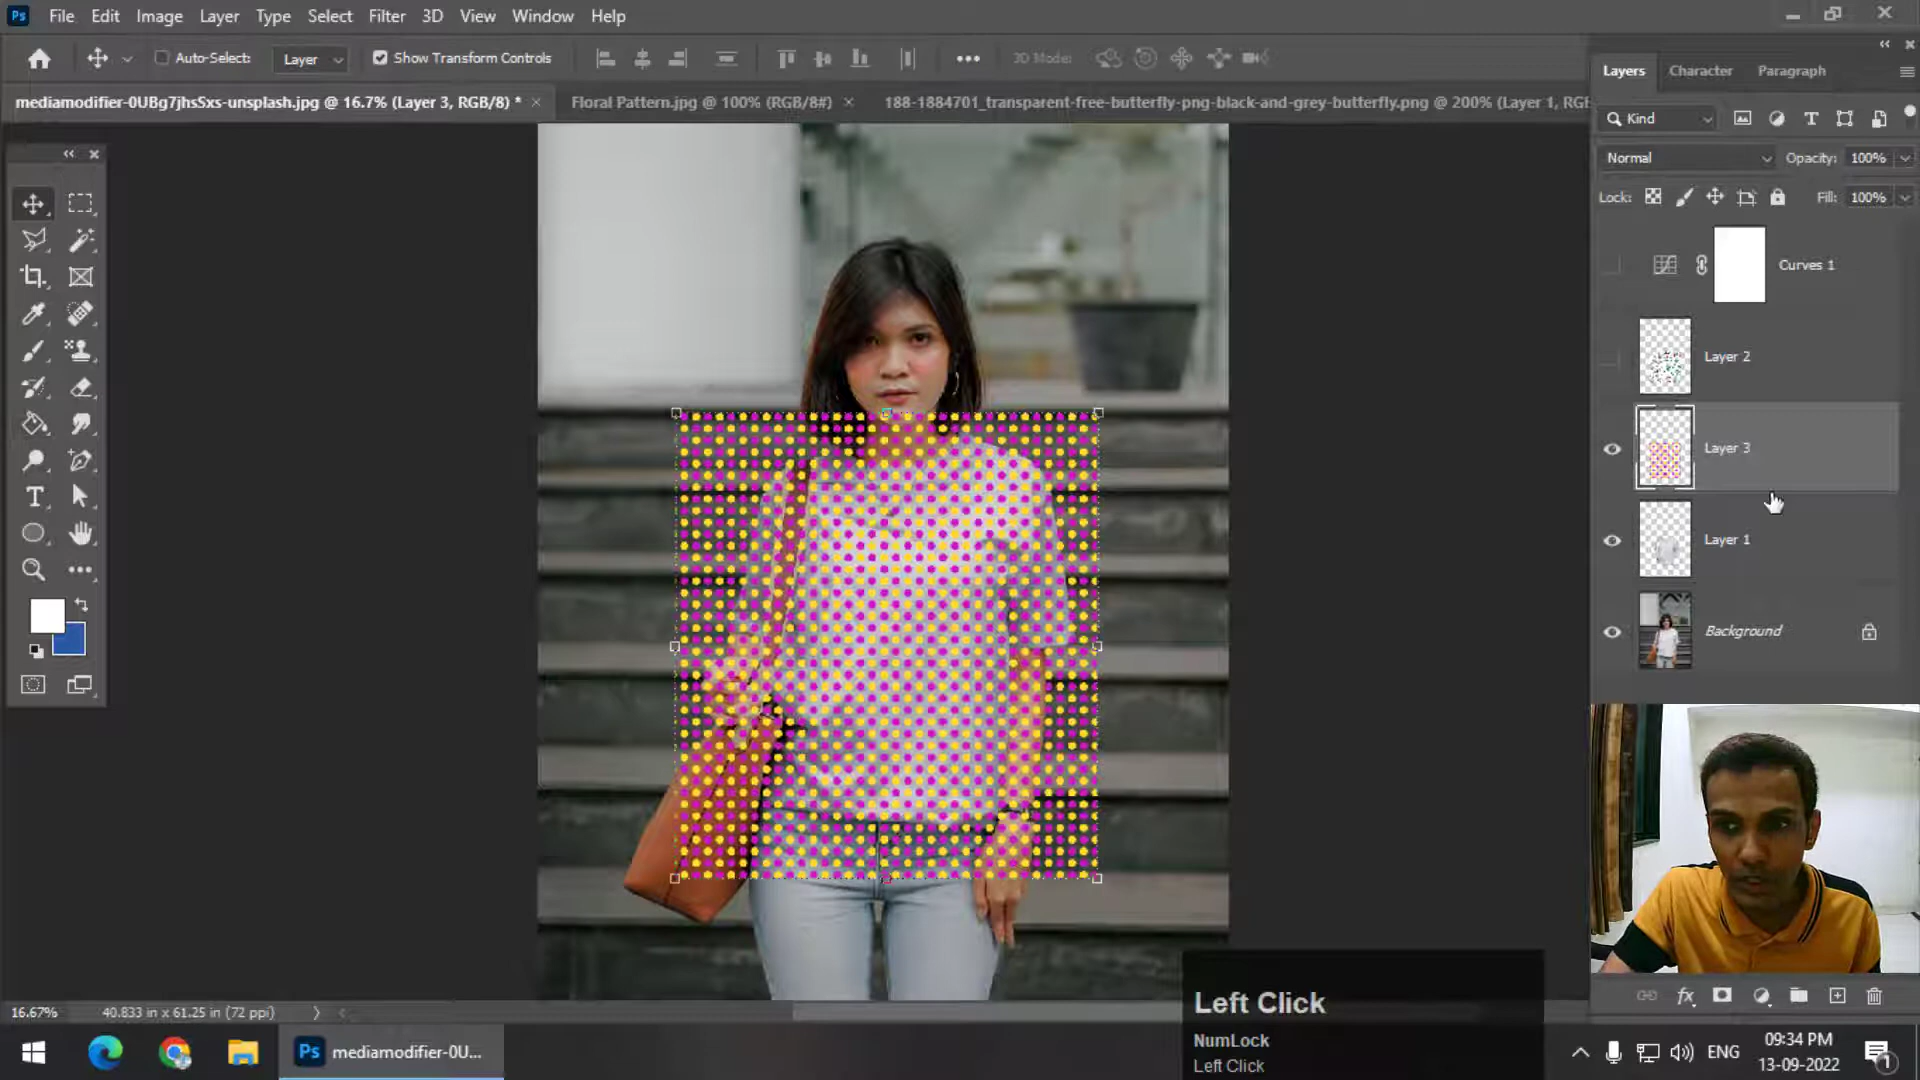 Ps File Edit Image Layer Type Select Filter 3D View Window Help
Auto-Select: Layer Show Transform Controls 3D Mode:
mediamodifier-0UBg7jhsSxs-unsplash.jpg @ 16.7% (Layer 3, RGB/8) * Floral Pattern.jpg @ 100% (RGB/8#) 188-1884701_transparent-free-butterfly-png-black-and-grey-butterfly.png @ 200% (Layer 1, RG
Layers Character Paragraph
Kind
Normal Opacity: 100%
Lock: Fill: 100%
Curves 1
Layer 2
Layer 3
Layer 1
Background
Left Click
NumLock
Left Click
16.67% 40.833 in x 61.25 in (72 ppi)
Ps mediamodifier-0U...
ENG
09:34 PM
13-09-2022
1